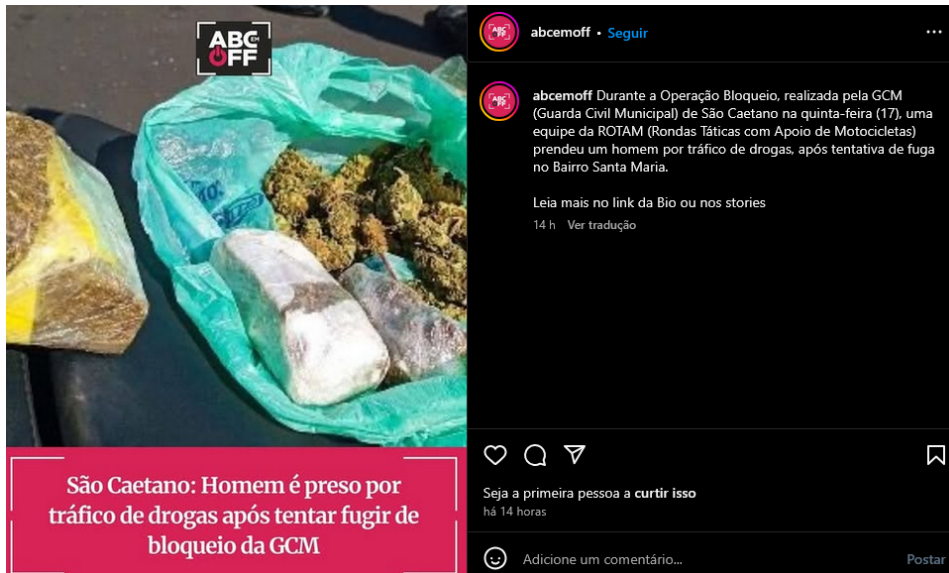 ABC EM
OFF
São Caetano: Homem é preso por
tráfico de drogas após tentar fugir de
bloqueio da GCM
abcemoff • Seguir
abcemoff Durante a Operação Bloqueio, realizada pela GCM
(Guarda Civil Municipal) de São Caetano na quinta-feira (17), uma
equipe da ROTAM (Rondas Táticas com Apoio de Motocicletas)
prendeu um homem por tráfico de drogas, após tentativa de fuga
no Bairro Santa Maria.
Leia mais no link da Bio ou nos stories
14 h Ver tradução
Seja a primeira pessoa a curtir isso
há 14 horas
Adicione um comentário...
Postar